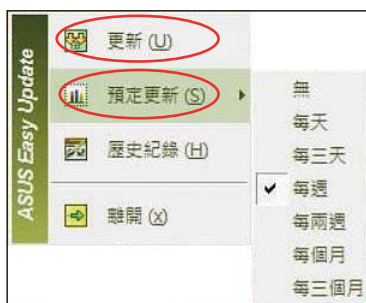 ASUS Easy Update
更新 (U)
預定更新 (S)
歷史紀錄 (H)
離開 (X)
無
每天
每三天
每週
每兩週
每個月
每三個月